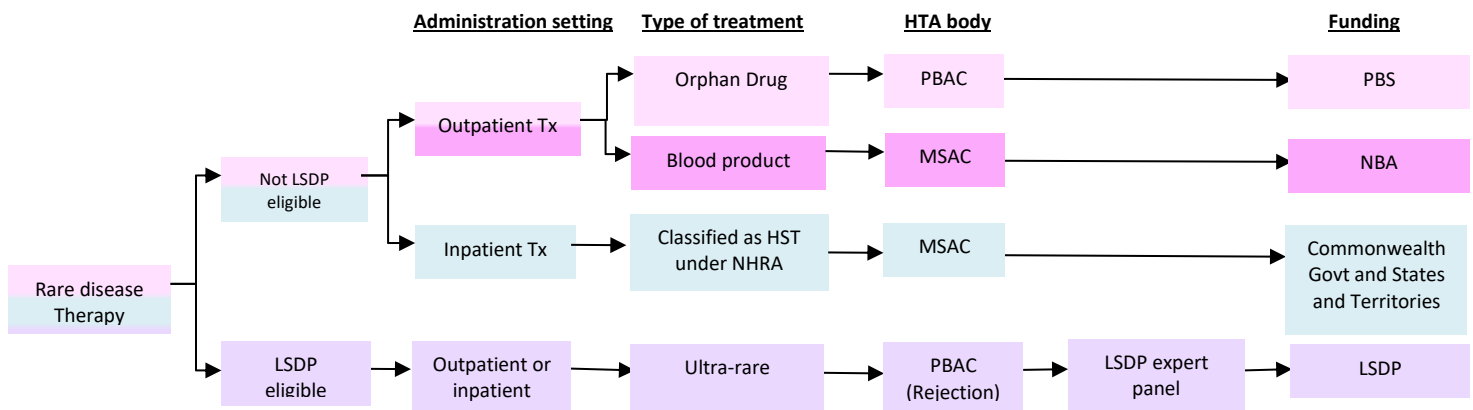 Administration setting
Type of treatment
HTA body
Funding
Orphan Drug
PBAC
PBS
Outpatient Tx
Blood product
MSAC
NBA
Not LSDP
eligible
Inpatient Tx
Classified as HST
under NHRA
MSAC
Commonwealth
Govt and States
and Territories
Rare disease
Therapy
LSDP
eligible
Outpatient or
inpatient
Ultra-rare
PBAC
(Rejection)
LSDP expert
panel
LSDP